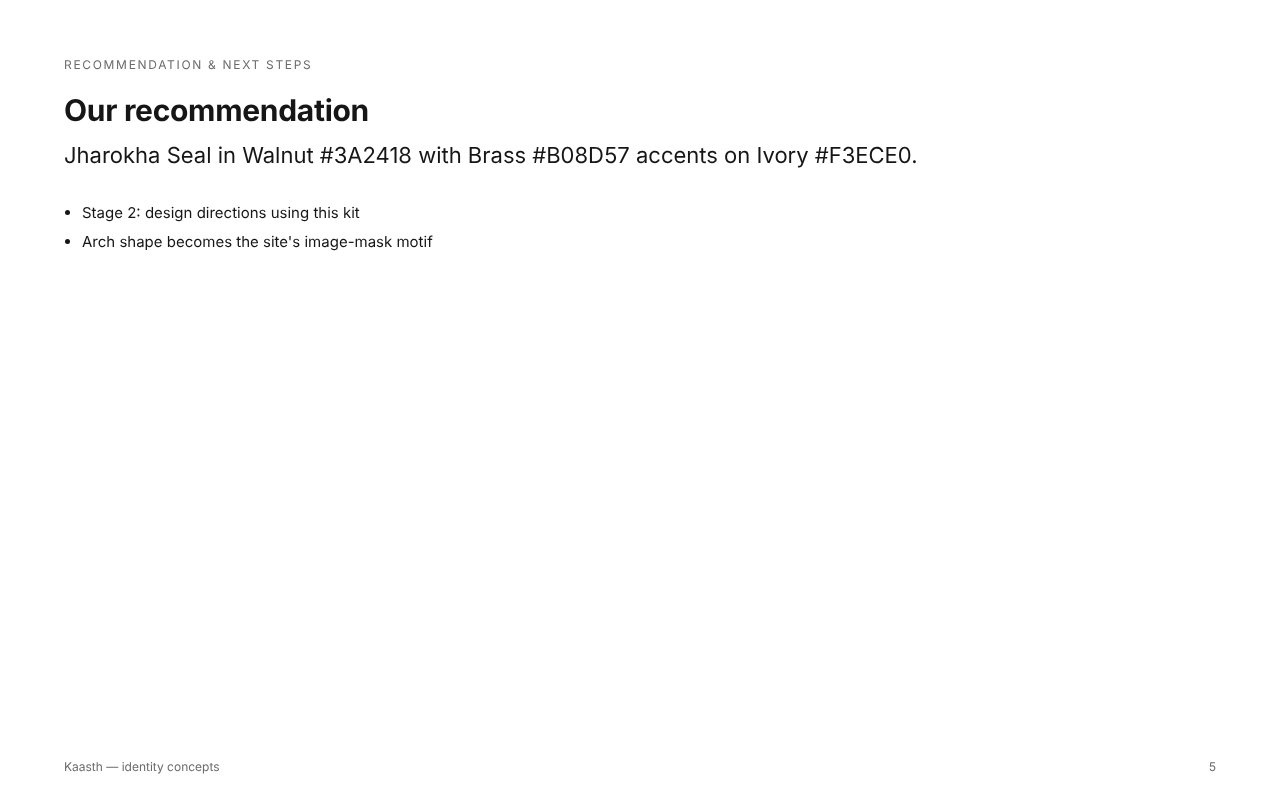 RECOMMENDATION & NEXT STEPS
Our recommendation
Jharokha Seal in Walnut #3A2418 with Brass #B08D57 accents on Ivory #F3ECE0.
• Stage 2: design directions using this kit
• Arch shape becomes the site's image-mask motif
Kaasth — identity concepts
5